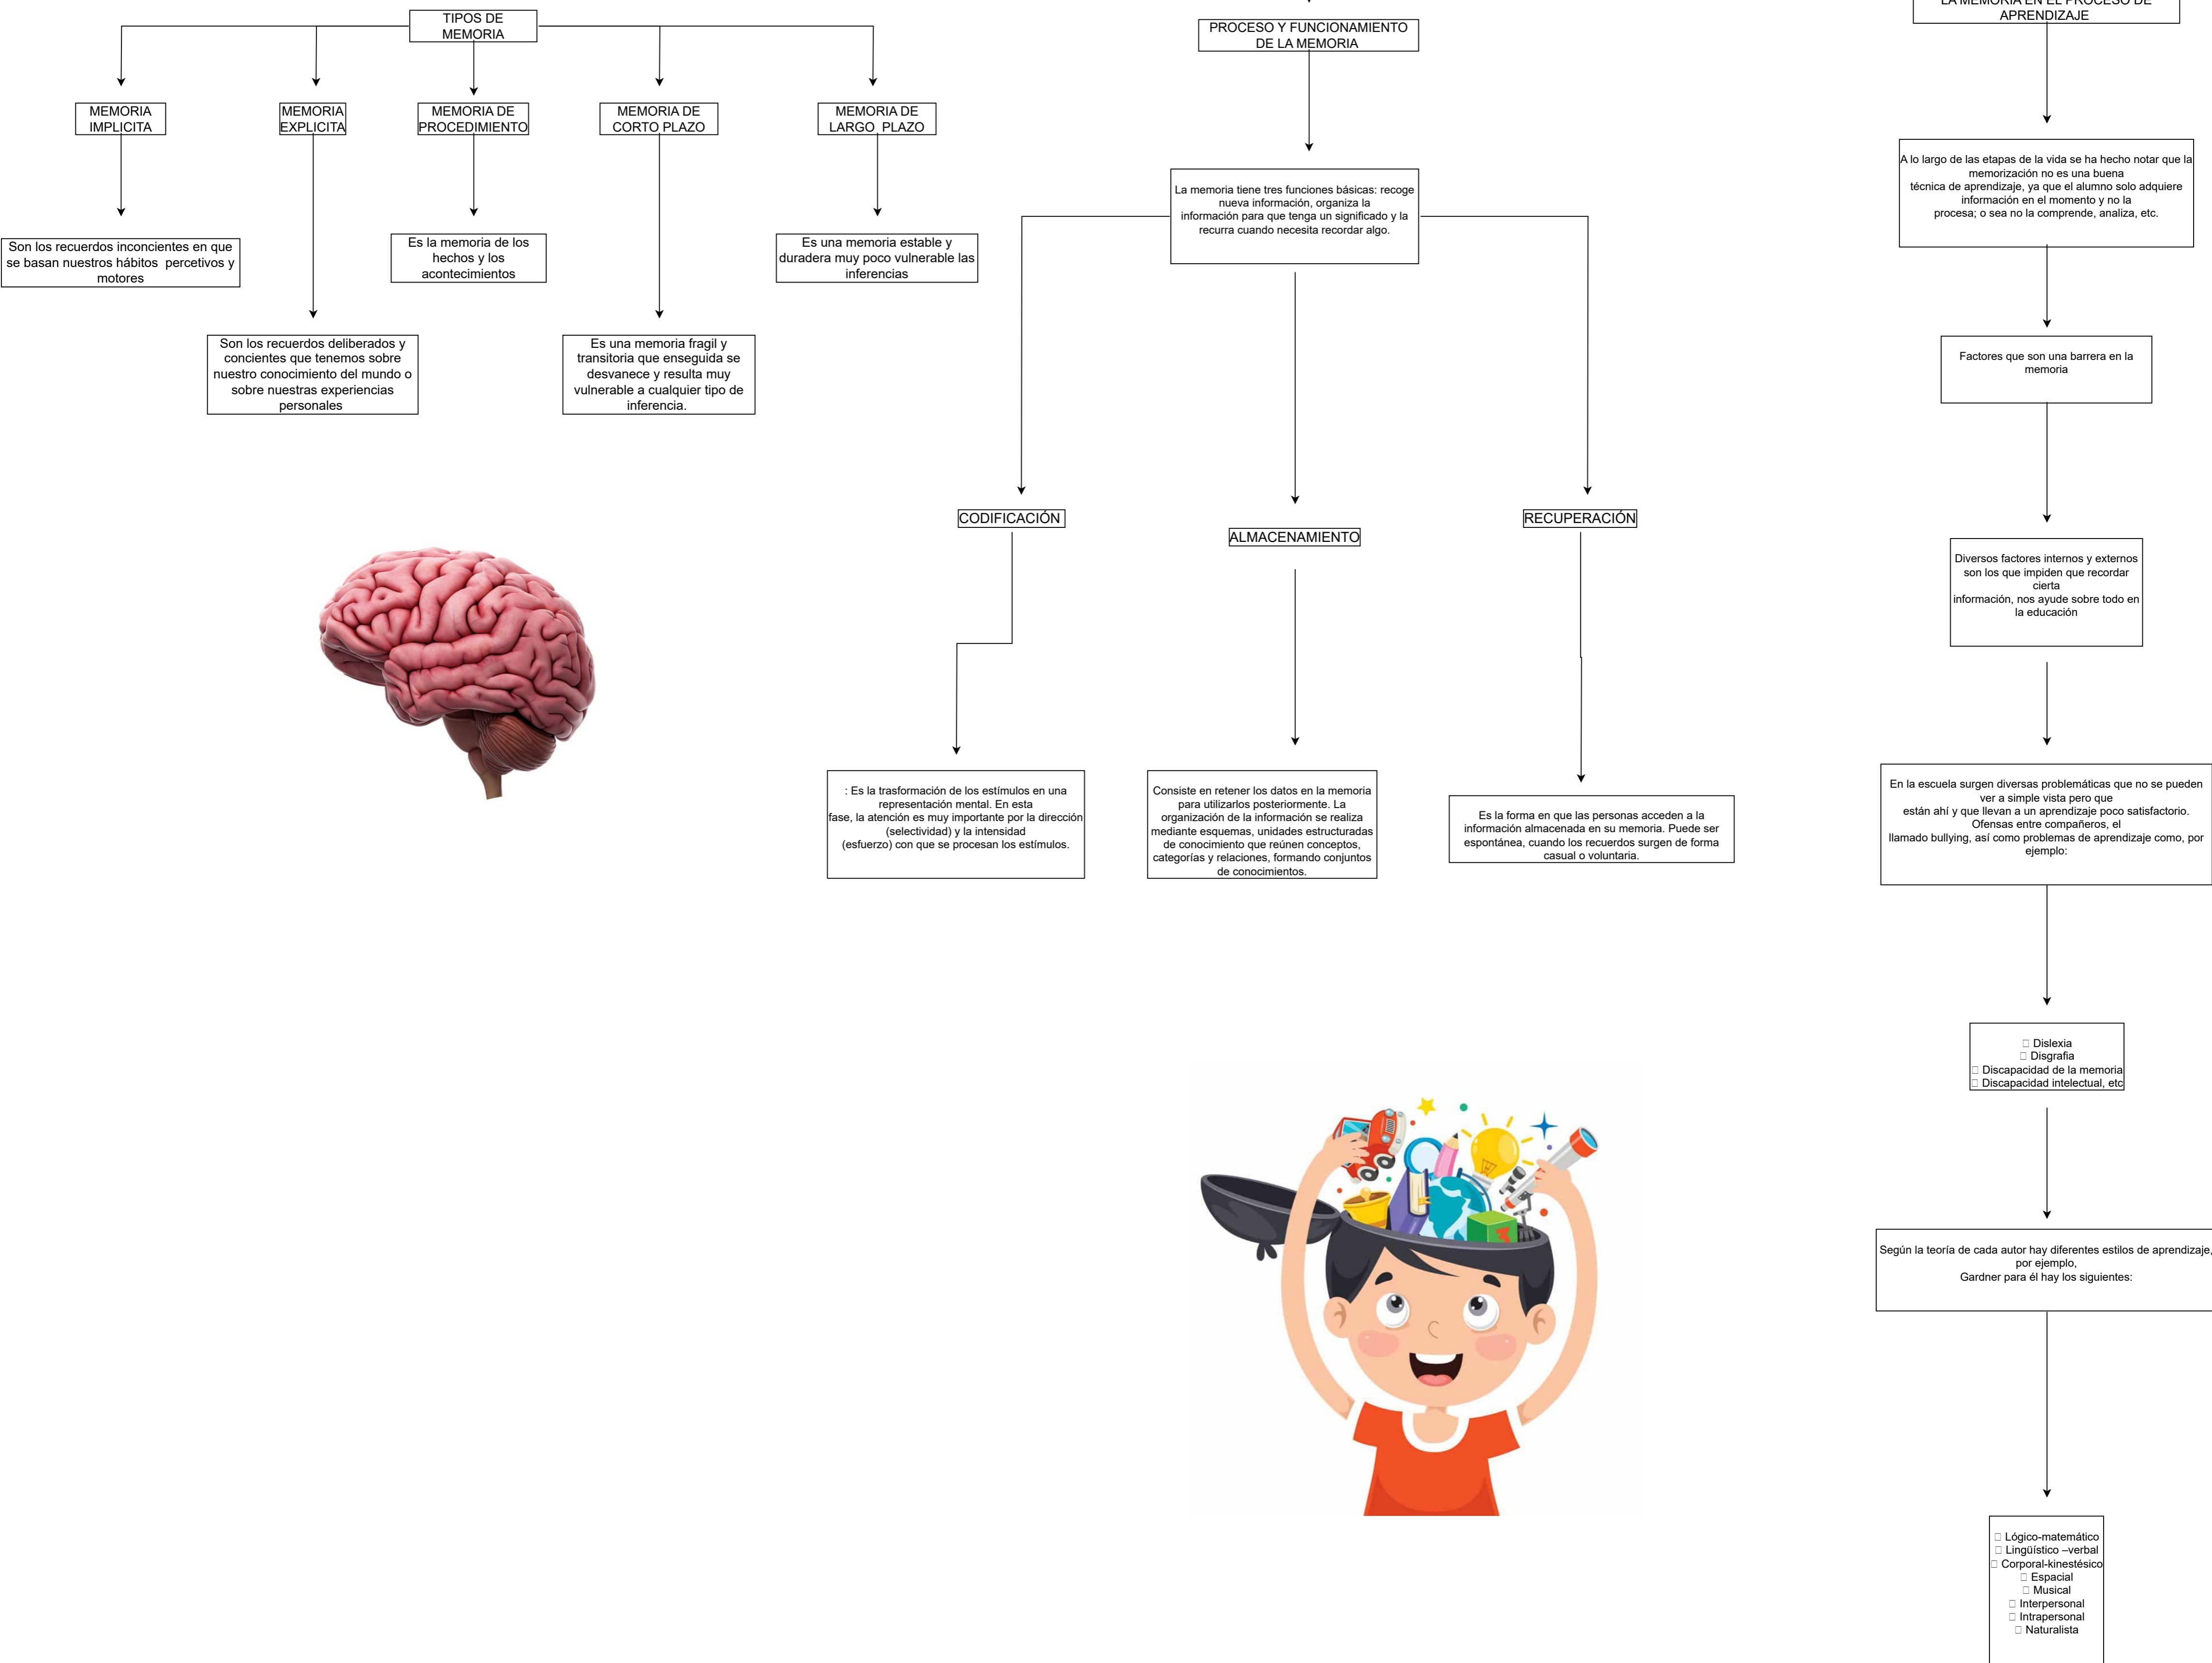 TIPOS DE
MEMORIA
MEMORIA
IMPLICITA
MEMORIA
EXPLICITA
MEMORIA DE
PROCEDIMIENTO
MEMORIA DE
CORTO PLAZO
MEMORIA DE
LARGO PLAZO
Son los recuerdos inconcientes en que
se basan nuestros hábitos percetivos y
motores
Es la memoria de los
hechos y los
acontecimientos
Es una memoria estable y
duradera muy poco vulnerable las
inferencias
Son los recuerdos deliberados y
concientes que tenemos sobre
nuestro conocimiento del mundo o
sobre nuestras experiencias
personales
Es una memoria fragil y
transitoria que enseguida se
desvanece y resulta muy
vulnerable a cualquier tipo de
inferencia.
PROCESO Y FUNCIONAMIENTO
DE LA MEMORIA
La memoria tiene tres funciones básicas: recoge
nueva información, organiza la
información para que tenga un significado y la
recurra cuando necesita recordar algo.
CODIFICACIÓN
ALMACENAMIENTO
RECUPERACIÓN
: Es la trasformación de los estímulos en una
representación mental. En esta
fase, la atención es muy importante por la dirección
(selectividad) y la intensidad
(esfuerzo) con que se procesan los estímulos.
Consiste en retener los datos en la memoria
para utilizarlos posteriormente. La
organización de la información se realiza
mediante esquemas, unidades estructuradas
de conocimiento que reúnen conceptos,
categorías y relaciones, formando conjuntos
de conocimientos.
Es la forma en que las personas acceden a la
información almacenada en su memoria. Puede ser
espontánea, cuando los recuerdos surgen de forma
casual o voluntaria.
LA MEMORIA EN EL PROCESO DE
APRENDIZAJE
A lo largo de las etapas de la vida se ha hecho notar que la
memorización no es una buena
técnica de aprendizaje, ya que el alumno solo adquiere
información en el momento y no la
procesa; o sea no la comprende, analiza, etc.
Factores que son una barrera en la
memoria
Diversos factores internos y externos
son los que impiden que recordar
cierta
información, nos ayude sobre todo en
la educación
En la escuela surgen diversas problemáticas que no se pueden
ver a simple vista pero que
están ahí y que llevan a un aprendizaje poco satisfactorio.
Ofensas entre compañeros, el
llamado bullying, así como problemas de aprendizaje como, por
ejemplo:
 Dislexia
 Disgrafia
 Discapacidad de la memoria
 Discapacidad intelectual, etc
Según la teoría de cada autor hay diferentes estilos de aprendizaje,
por ejemplo,
Gardner para él hay los siguientes:
 Lógico-matemático
 Lingüístico –verbal
 Corporal-kinestésico
 Espacial
 Musical
 Interpersonal
 Intrapersonal
 Naturalista